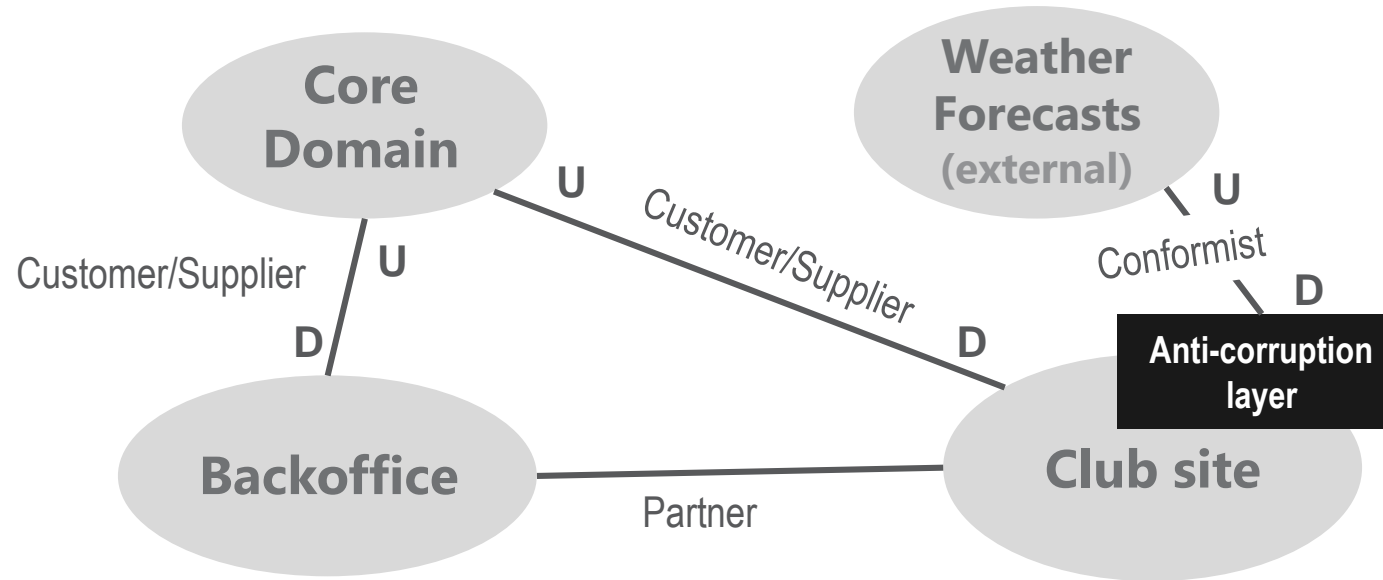 Core
Domain
Weather
Forecasts
(external)
U
Customer/Supplier
U
Conformist
Customer/Supplier
U
D
D
D
Anti-corruption
layer
Backoffice
Partner
Club site